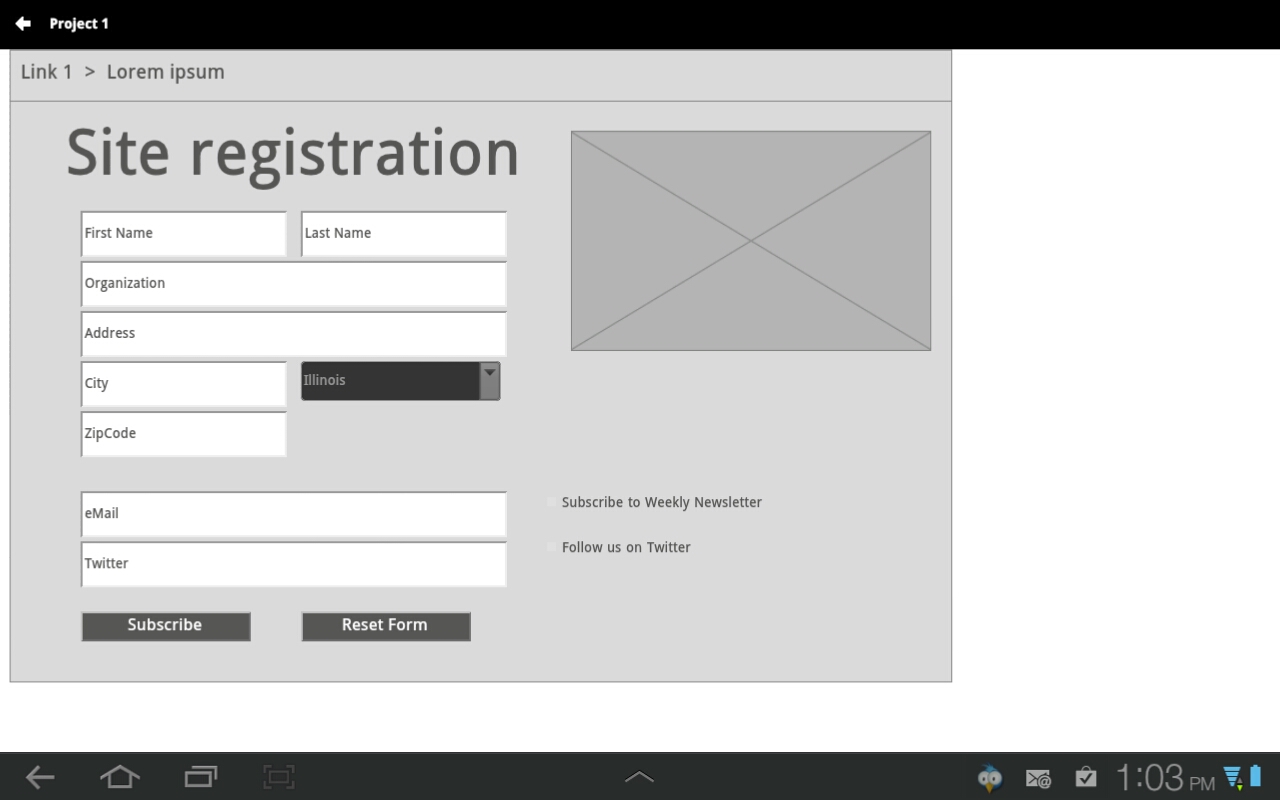 Project 1
Link 1 > Lorem ipsum
Site registration
First Name
Last Name
Organization
Address
City
Illinois
ZipCode
eMail
Subscribe to Weekly Newsletter
Twitter
Follow us on Twitter
Subscribe
Reset Form
1:03 PM